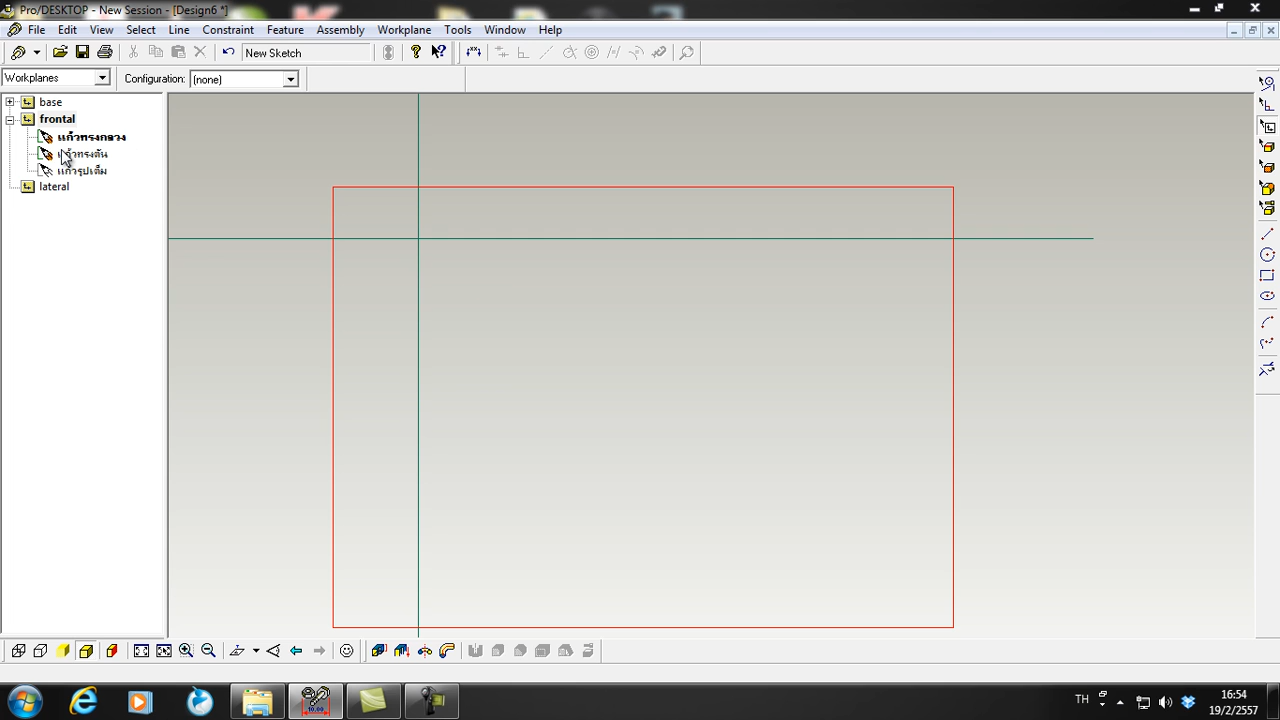 Pro/DESKTOP - New Session - [Design6 *]
File Edit View Select Line Constraint Feature Assembly Workplane Tools Window Help
New Sketch
Workplanes Configuration: (none)
base
frontal
แก้วทรงกลวง
แก้วทรงตัน
แก้วรูปเต็ม
lateral
10.00
TH
16:54
19/2/2557